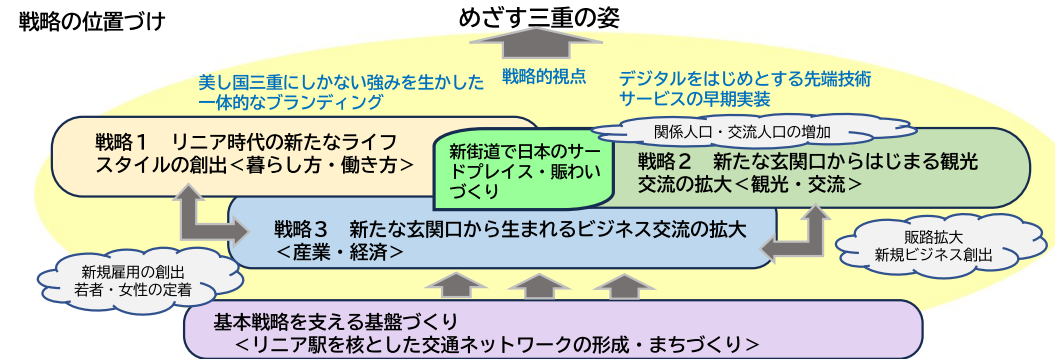 戦略の位置づけ
めざす三重の姿
美し国三重にしかない強みを生かした
一体的なブランディング
戦略的視点
デジタルをはじめとする先端技術
サービスの早期実装
関係人口・交流人口の増加
戦略1　リニア時代の新たなライフ
スタイルの創出<暮らし方・働き方>
新街道で日本のサー
ドプレイス・賑わい
づくり
戦略2　新たな玄関口からはじまる観光
交流の拡大<観光・交流>
戦略3　新たな玄関口から生まれるビジネス交流の拡大
<産業・経済>
販路拡大
新規ビジネス創出
新規雇用の創出
若者・女性の定着
基本戦略を支える基盤づくり
<リニア駅を核とした交通ネットワークの形成・まちづくり>